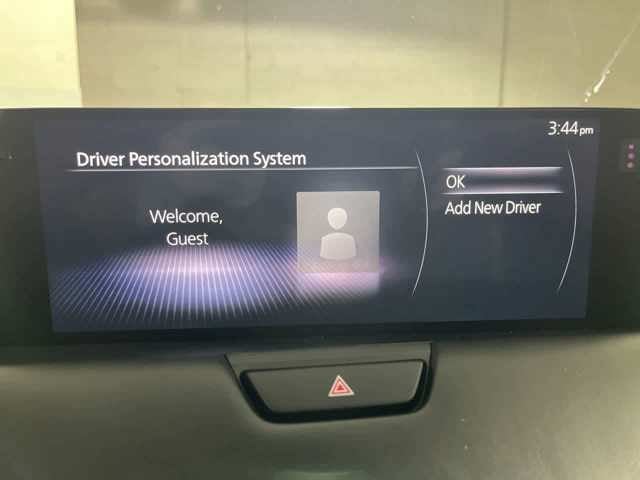 3:44pm
Driver Personalization System
Welcome,
Guest
OK
Add New Driver